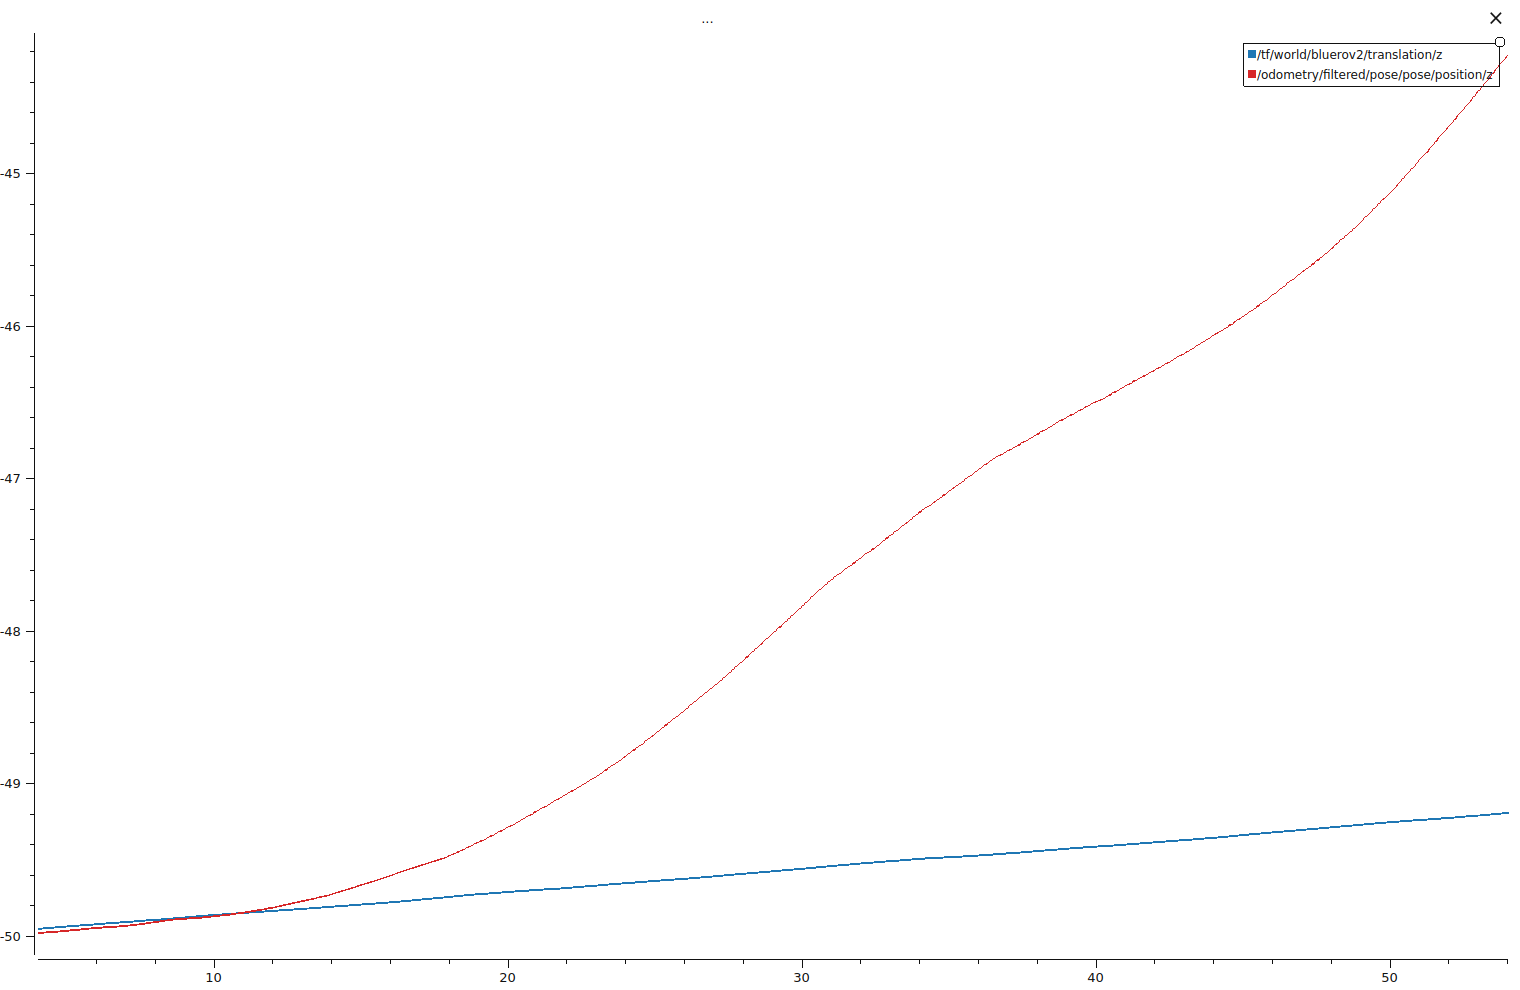 ...
/tf/world/bluerov2/translation/z
/odometry/filtered/pose/pose/position/z
-45
-46
-47
-48
-49
-50
10 20 30 40 50